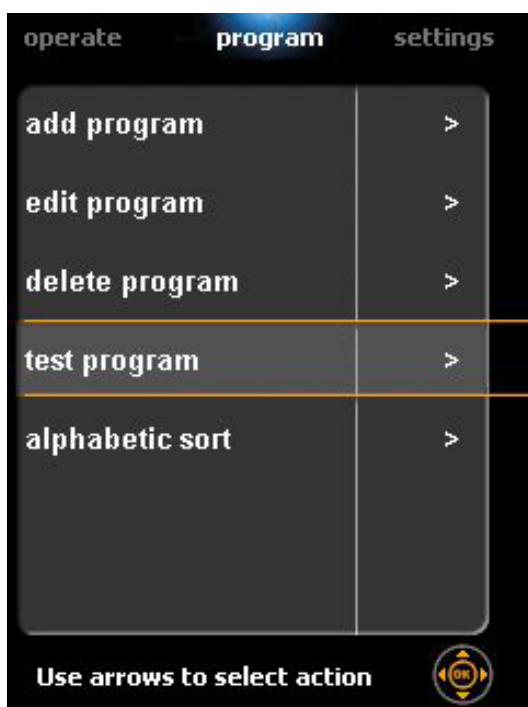 operate program settings
add program >
edit program >
delete program >
test program >
alphabetic sort >
Use arrows to select action OK